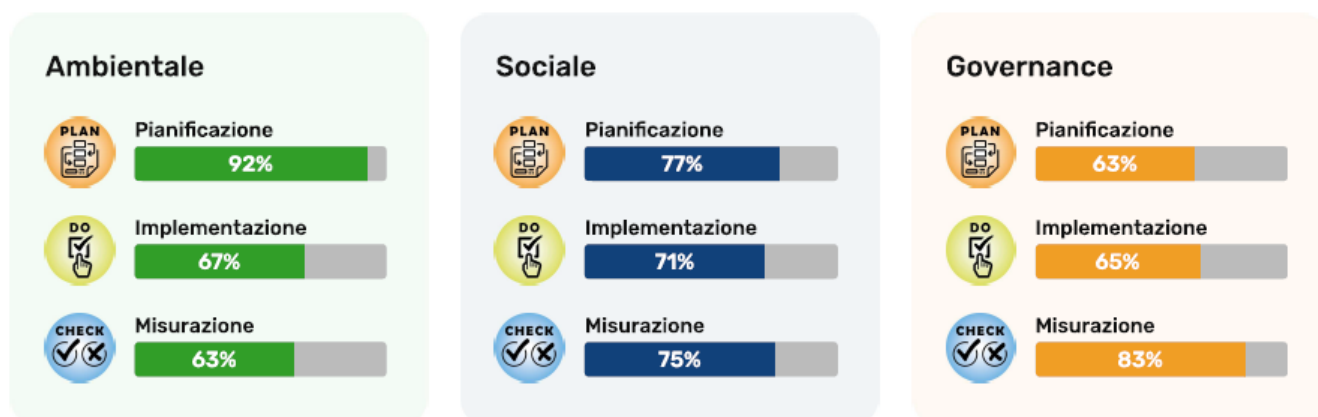 Ambientale
PLAN
Pianificazione
92%
DO
Implementazione
67%
CHECK
Misurazione
63%
Sociale
PLAN
Pianificazione
77%
DO
Implementazione
71%
CHECK
Misurazione
75%
Governance
PLAN
Pianificazione
63%
DO
Implementazione
65%
CHECK
Misurazione
83%